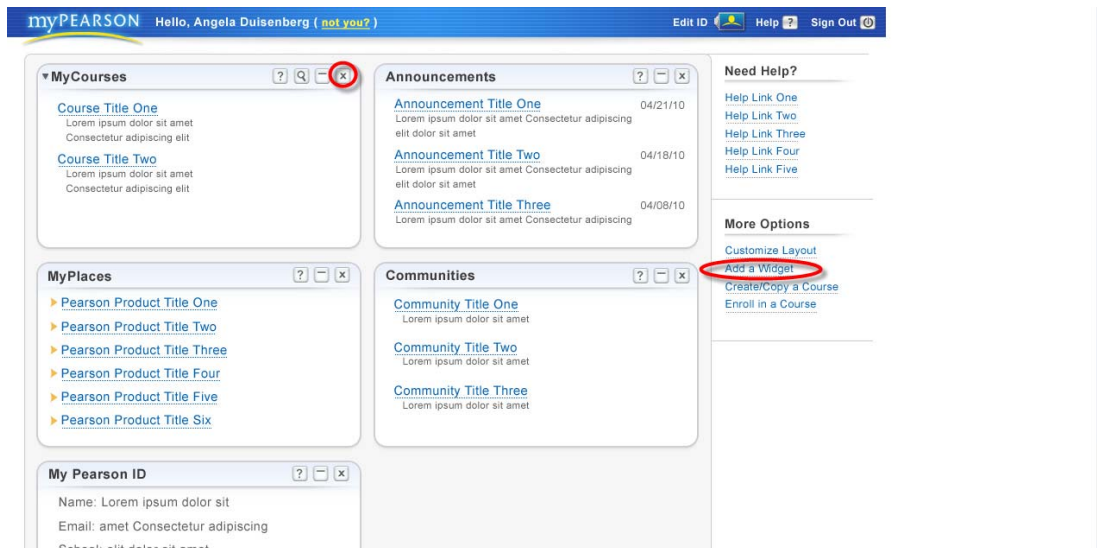 myPEARSON Hello, Angela Duisenberg ( not you? ) Edit ID Help ? Sign Out
MyCourses ? x
Course Title One
Lorem ipsum dolor sit amet
Consectetur adipiscing elit
Course Title Two
Lorem ipsum dolor sit amet
Consectetur adipiscing elit
Announcements ? x
Announcement Title One 04/21/10
Lorem ipsum dolor sit amet Consectetur adipiscing
elit dolor sit amet
Announcement Title Two 04/18/10
Lorem ipsum dolor sit amet Consectetur adipiscing
elit dolor sit amet
Announcement Title Three 04/08/10
Lorem ipsum dolor sit amet Consectetur adipiscing
Need Help?
Help Link One
Help Link Two
Help Link Three
Help Link Four
Help Link Five
More Options
Customize Layout
Add a Widget
Create/Copy a Course
Enroll in a Course
MyPlaces ? x
Pearson Product Title One
Pearson Product Title Two
Pearson Product Title Three
Pearson Product Title Four
Pearson Product Title Five
Pearson Product Title Six
Communities ? x
Community Title One
Lorem ipsum dolor sit amet
Community Title Two
Lorem ipsum dolor sit amet
Community Title Three
Lorem ipsum dolor sit amet
My Pearson ID ? x
Name: Lorem ipsum dolor sit
Email: amet Consectetur adipiscing
School: elit dolor sit amet